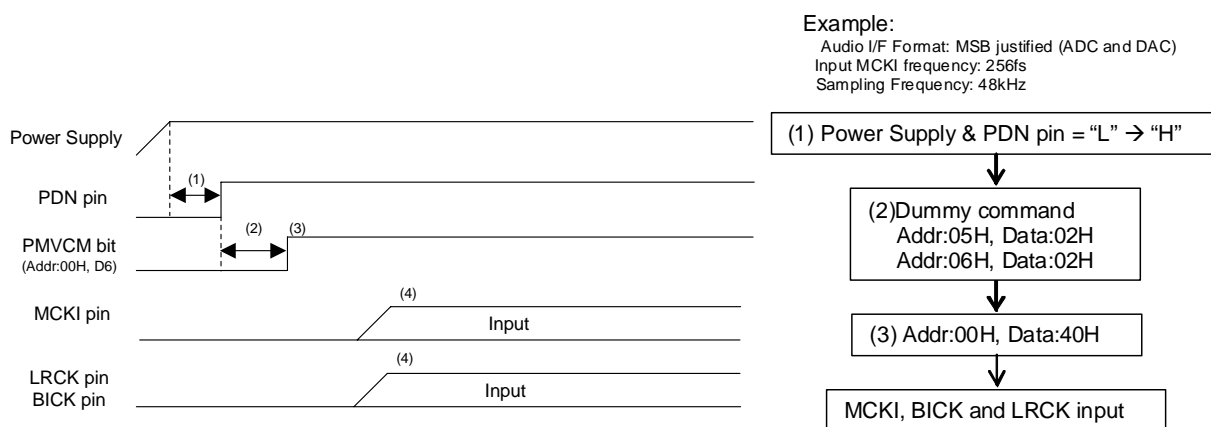 Example:
Audio I/F Format: MSB justified (ADC and DAC)
Input MCKI frequency: 256fs
Sampling Frequency: 48kHz
Power Supply
(1)
PDN pin
(2)
(3)
PMVCM bit
(Addr:00H, D6)
(4)
MCKI pin
Input
(4)
LRCK pin
BICK pin
Input
(1) Power Supply & PDN pin = “L” → “H”
(2)Dummy command
Addr:05H, Data:02H
Addr:06H, Data:02H
(3) Addr:00H, Data:40H
MCKI, BICK and LRCK input